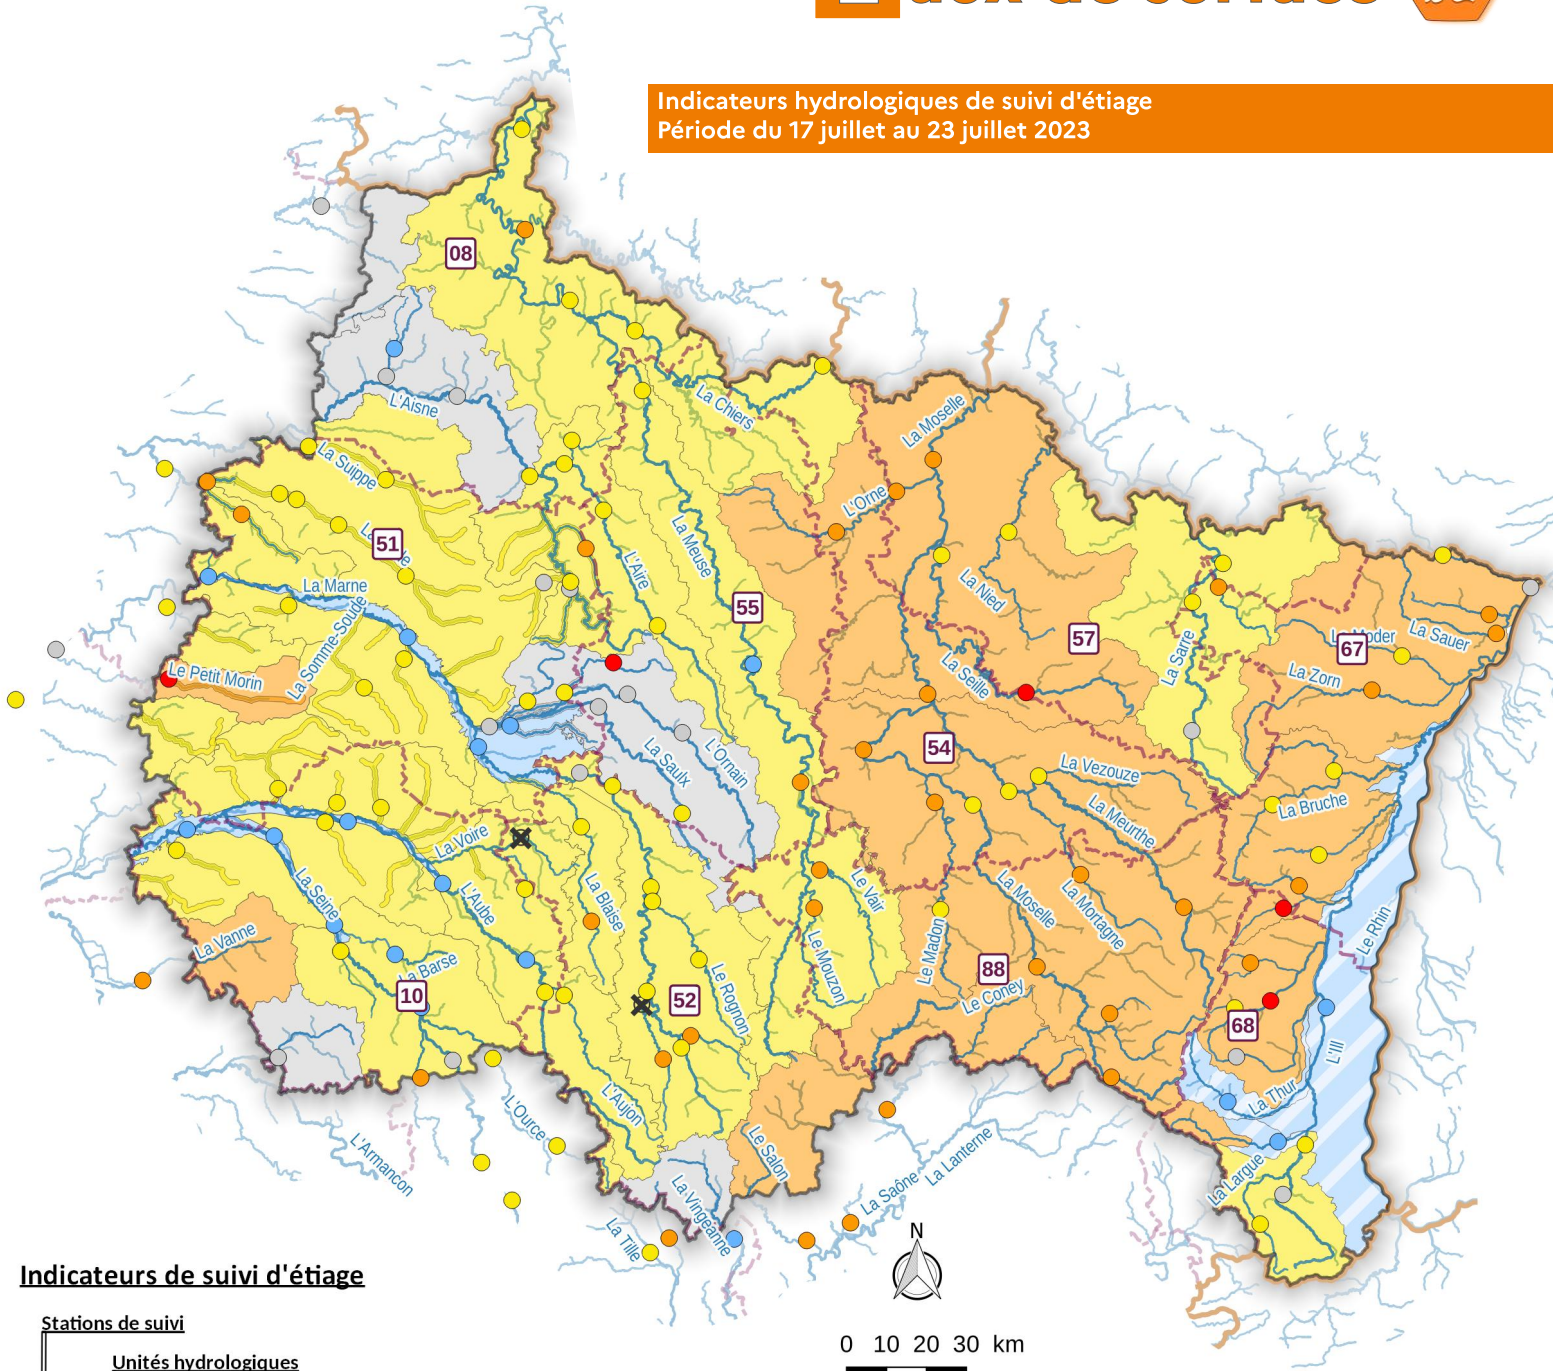 Indicateurs hydrologiques de suivi d'étiage
Période du 17 juillet au 23 juillet 2023
08
La Moselle
La Chiers
L'Aisne
La Suippe
L'Orne
51
La Meuse
L'Aire
La Marne
La Nied
55
57
La Somme-Soude
La Moder
67
La Sauer
La Sarre
Le Petit Morin
La Seille
La Zorn
L'Ornain
La Saulx
54
La Vezouze
La Meurthe
La Bruche
La Voire
La Seine
L'Aube
La Blaise
Le Vair
La Moselle
La Mortagne
Le Rhin
La Vanne
La Barse
10
Le Rognon
52
Le Mouzon
Le Madon
88
Le Coney
68
L'Ill
La Thur
L'Aujon
L'Ource
L'Armançon
Le Salon
La Lanterne
La Saône
La Largue
La Vingeanne
La Tille
N
Indicateurs de suivi d'étiage
Stations de suivi
Unités hydrologiques
0 10 20 30 km